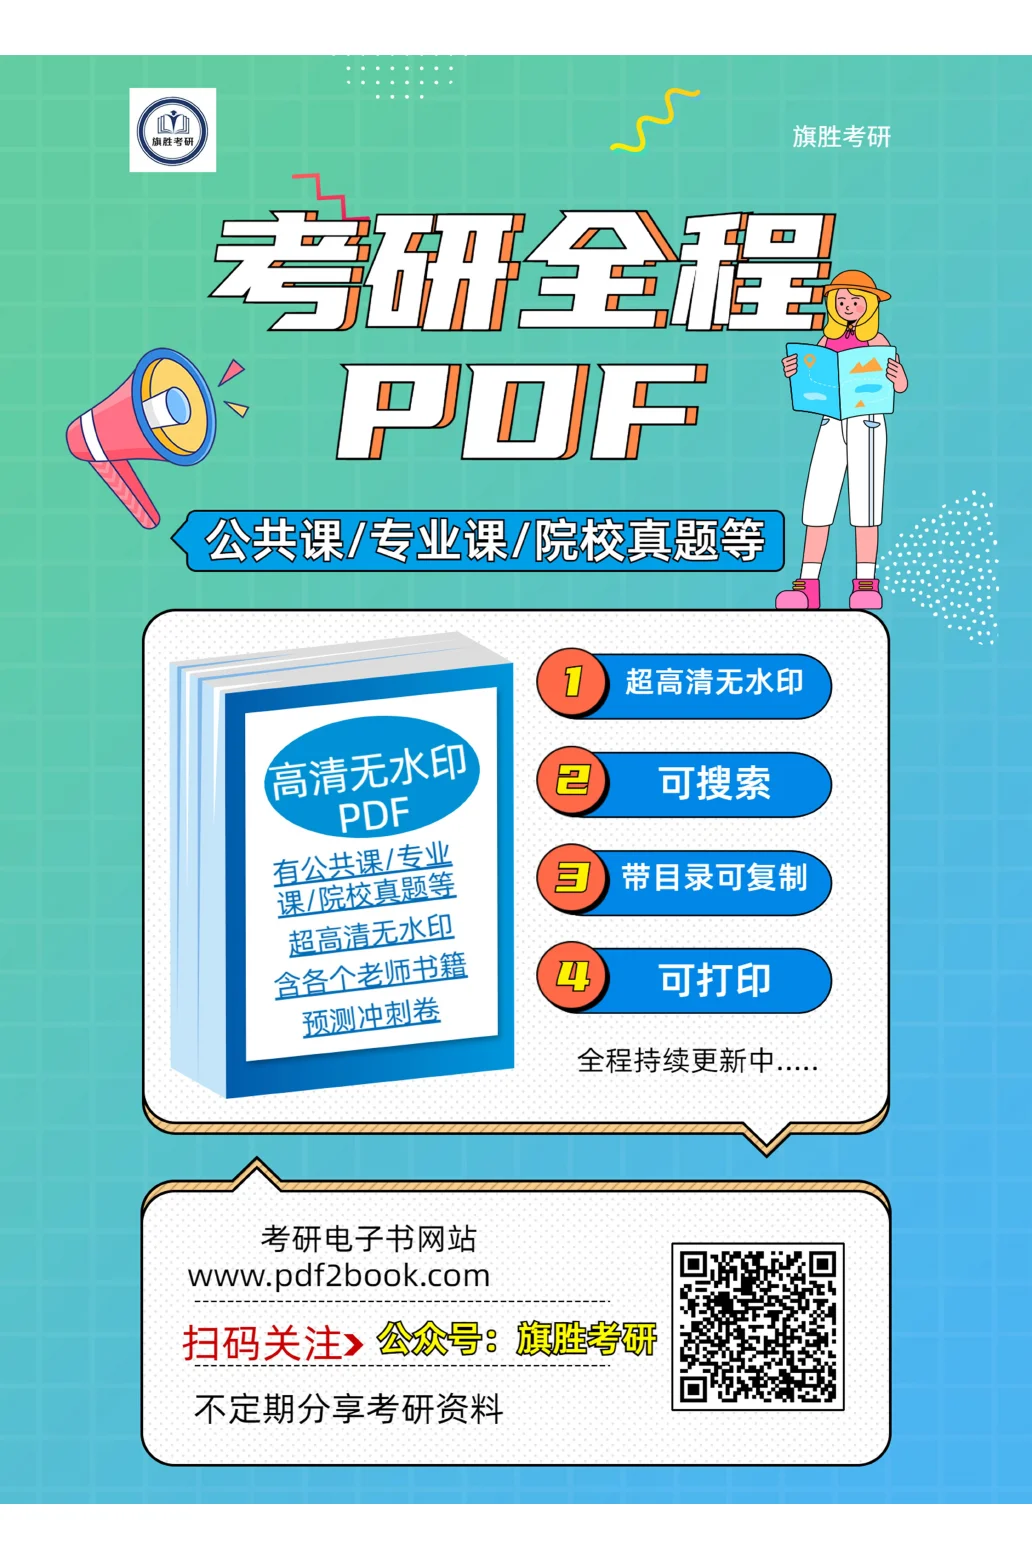 旗胜考研
旗胜考研
考研全程
PDF
公共课/专业课/院校真题等
高清无水印
PDF
有公共课/专业
课/院校真题等
超高清无水印
含各个老师书籍
预测冲刺卷
1 超高清无水印
2 可搜索
3 带目录可复制
4 可打印
全程持续更新中.....
考研电子书网站
www.pdf2book.com
扫码关注 公众号：旗胜考研
不定期分享考研资料